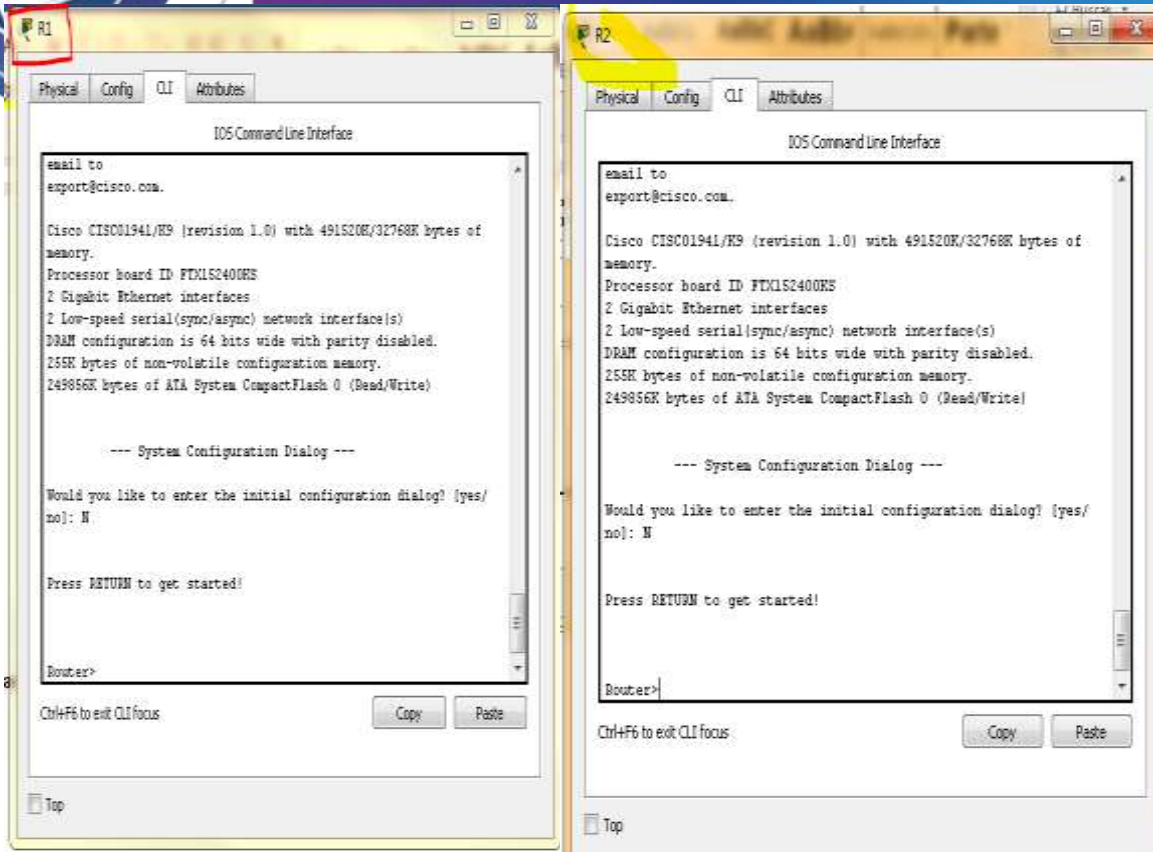 R1
Physical Config CLI Attributes
IOS Command Line Interface
email to
export@cisco.com.
Cisco CISCO1941/K9 (revision 1.0) with 491520K/32768K bytes of
memory.
Processor board ID FTX152400KS
2 Gigabit Ethernet interfaces
2 Low-speed serial(sync/async) network interface(s)
DRAM configuration is 64 bits wide with parity disabled.
255K bytes of non-volatile configuration memory.
249856K bytes of ATA System CompactFlash 0 (Read/Write)
--- System Configuration Dialog ---
Would you like to enter the initial configuration dialog? [yes/
no]: N
Press RETURN to get started!
Router>
Ctrl+F6 to exit CLI focus
Copy Paste
Top
R2
Physical Config CLI Attributes
IOS Command Line Interface
email to
export@cisco.com.
Cisco CISCO1941/K9 (revision 1.0) with 491520K/32768K bytes of
memory.
Processor board ID FTX152400KS
2 Gigabit Ethernet interfaces
2 Low-speed serial(sync/async) network interface(s)
DRAM configuration is 64 bits wide with parity disabled.
255K bytes of non-volatile configuration memory.
249856K bytes of ATA System CompactFlash 0 (Read/Write)
--- System Configuration Dialog ---
Would you like to enter the initial configuration dialog? [yes/
no]: N
Press RETURN to get started!
Router>
Ctrl+F6 to exit CLI focus
Copy Paste
Top